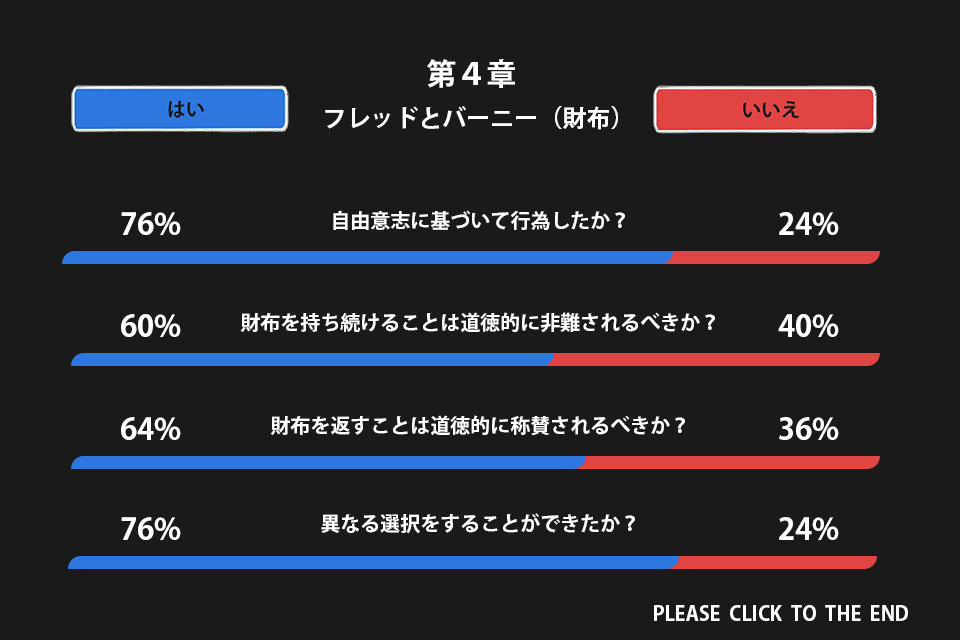 第４章
はい
フレッドとバーニー（財布）
いいえ
76%
自由意志に基づいて行為したか？
24%
60%
財布を持ち続けることは道徳的に非難されるべきか？
40%
64%
財布を返すことは道徳的に称賛されるべきか？
36%
76%
異なる選択をすることができたか？
24%
PLEASE CLICK TO THE END